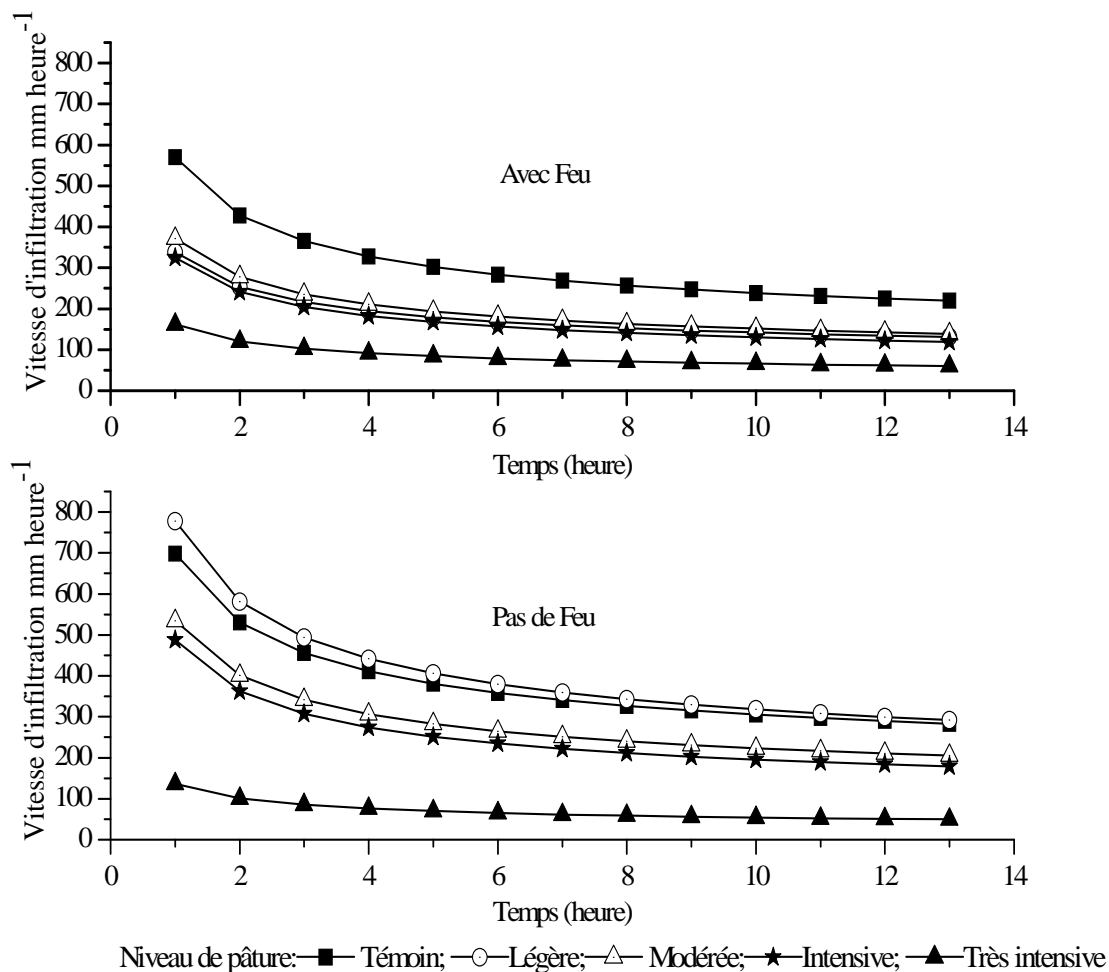 800
700
600
500
400
300
200
100
0
Vitesse d'infiltration mm heure-1
Avec Feu
0 2 4 6 8 10 12 14
Temps (heure)
800
700
600
500
400
300
200
100
0
Vitesse d'infiltration mm heure-1
Pas de Feu
0 2 4 6 8 10 12 14
Temps (heure)
Niveau de pâture: Témoin; Légère; Modérée; Intensive; Très intensive